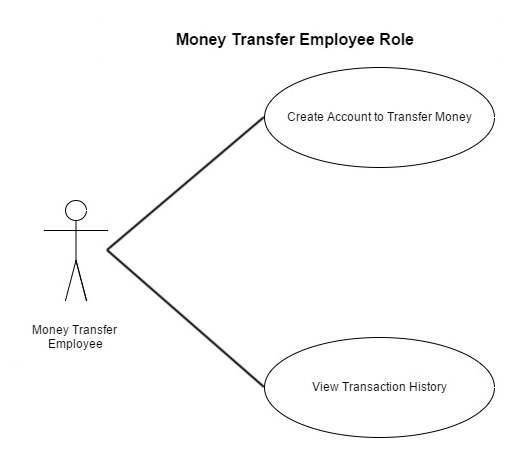 Money Transfer Employee Role
Create Account to Transfer Money
Money Transfer
Employee
View Transaction History